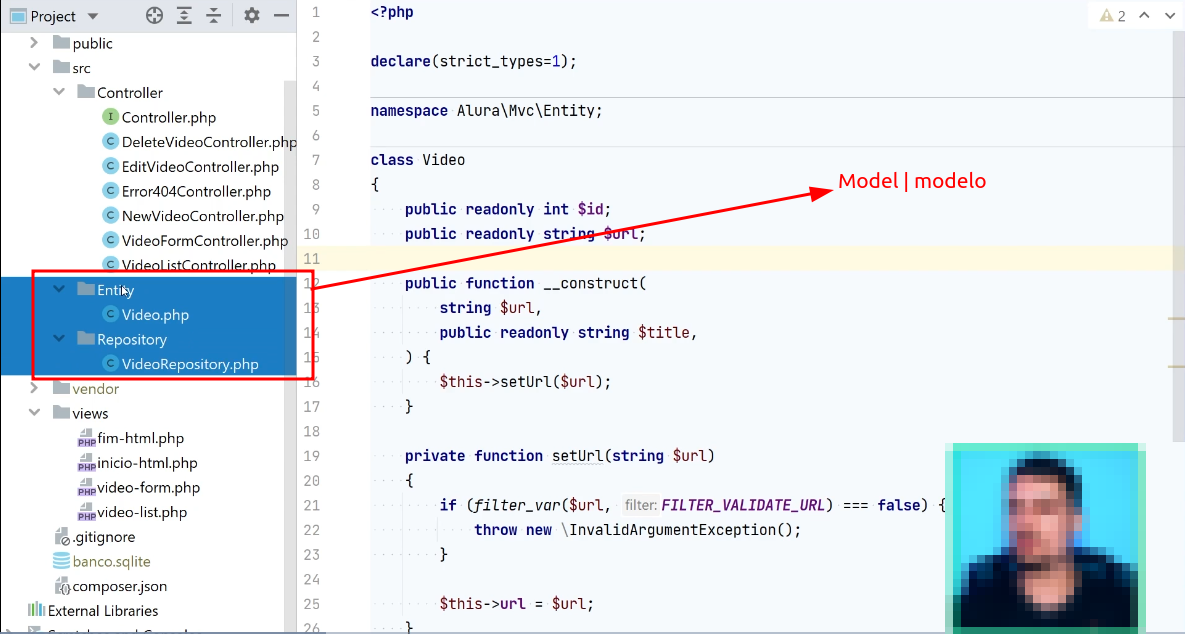 Project
public
src
Controller
Controller.php
DeleteVideoController.php
EditVideoController.php
Error404Controller.php
NewVideoController.php
VideoFormController.php
VideoListController.php
Entity
Video.php
Repository
VideoRepository.php
vendor
views
fim-html.php
inicio-html.php
video-form.php
video-list.php
.gitignore
banco.sqlite
composer.json
External Libraries
2
1 <?php
2
3 declare(strict_types=1);
4
5 namespace Alura\Mvc\Entity;
6
7 class Video
8 {
9 public readonly int $id;
10 public readonly string $url;
11
12 public function __construct(
13 string $url,
14 public readonly string $title,
15 ) {
16 $this->setUrl($url);
17 }
18
19 private function setUrl(string $url)
20 {
21 if (filter_var($url, filter: FILTER_VALIDATE_URL) === false) {
22 throw new \InvalidArgumentException();
23 }
24
25 $this->url = $url;
26 }
Model | modelo